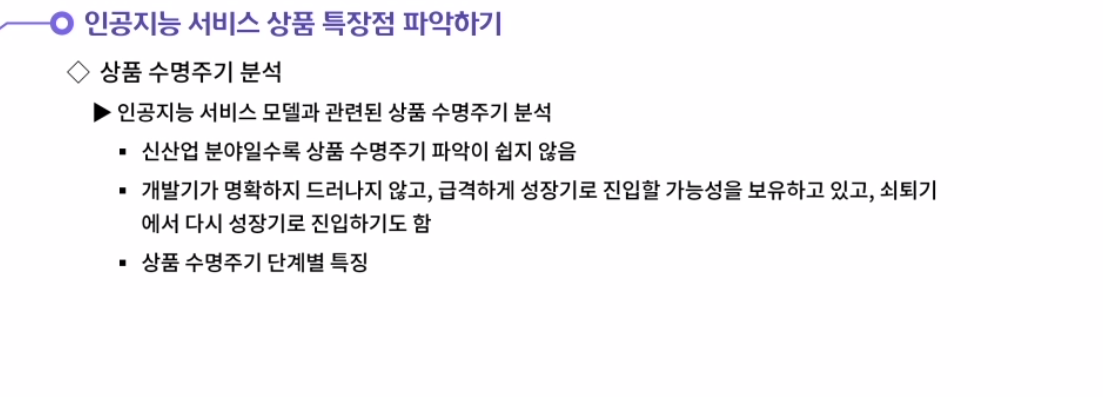 인공지능 서비스 상품 특장점 파악하기
◇ 상품 수명주기 분석
▶ 인공지능 서비스 모델과 관련된 상품 수명주기 분석
▪ 신산업 분야일수록 상품 수명주기 파악이 쉽지 않음
▪ 개발기가 명확하지 드러나지 않고, 급격하게 성장기로 진입할 가능성을 보유하고 있고, 쇠퇴기
에서 다시 성장기로 진입하기도 함
▪ 상품 수명주기 단계별 특징